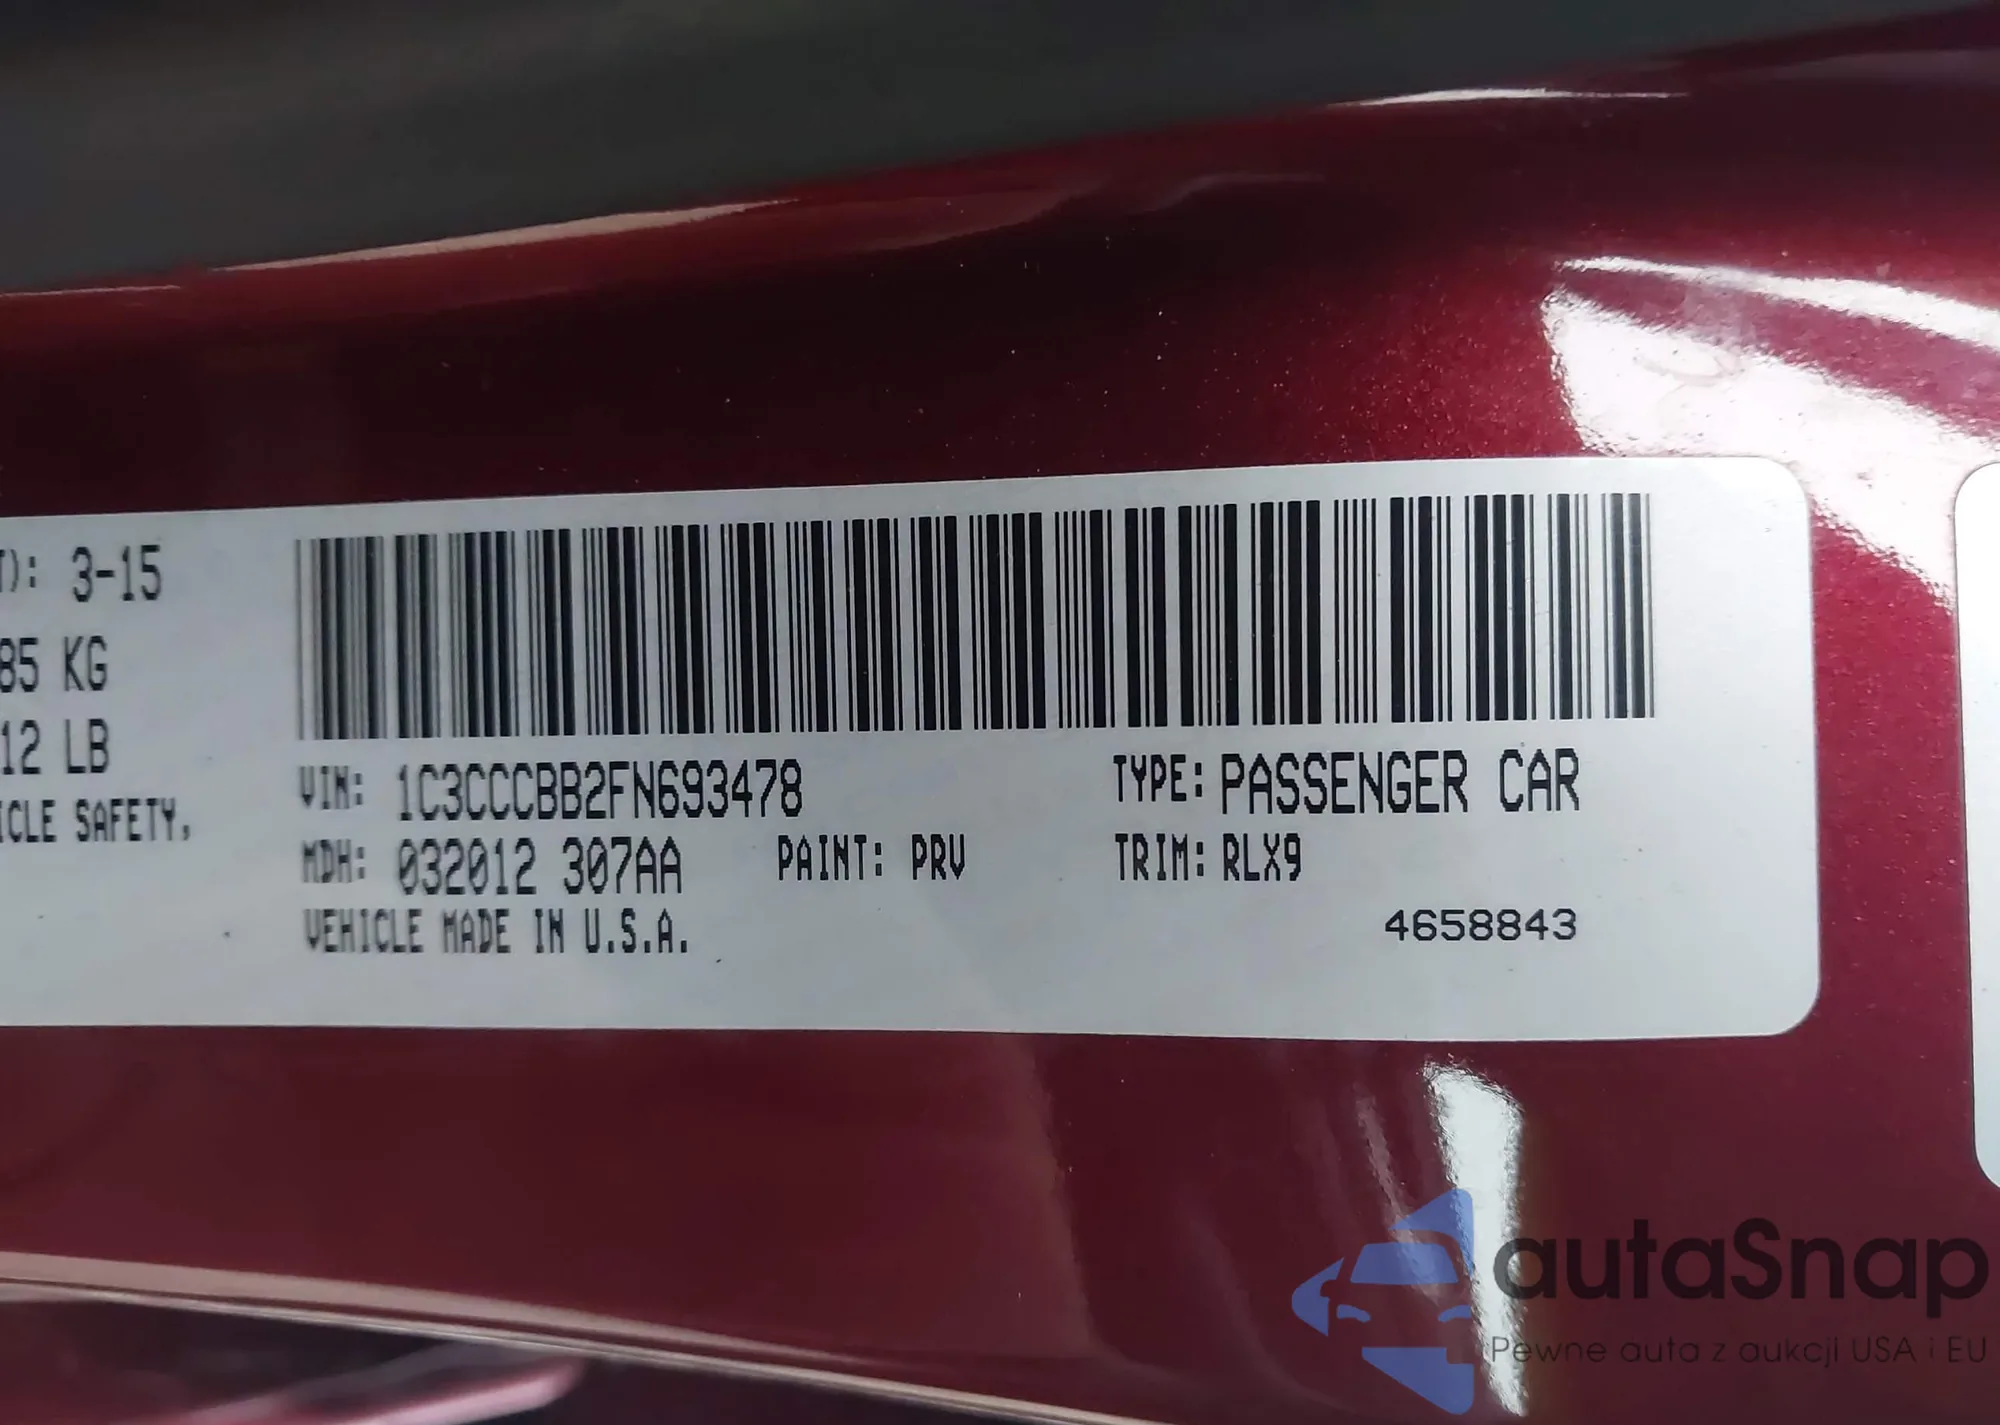 T): 3-15
85 KG
12 LB
ICLE SAFETY,
VIN: 1C3CCCBB2FN693478
TYPE: PASSENGER CAR
MDH: 032012 307AA
PAINT: PRV
TRIM: RLX9
VEHICLE MADE IN U.S.A.
4658843
autaSnap
Pewne auta z aukcji USA i EU